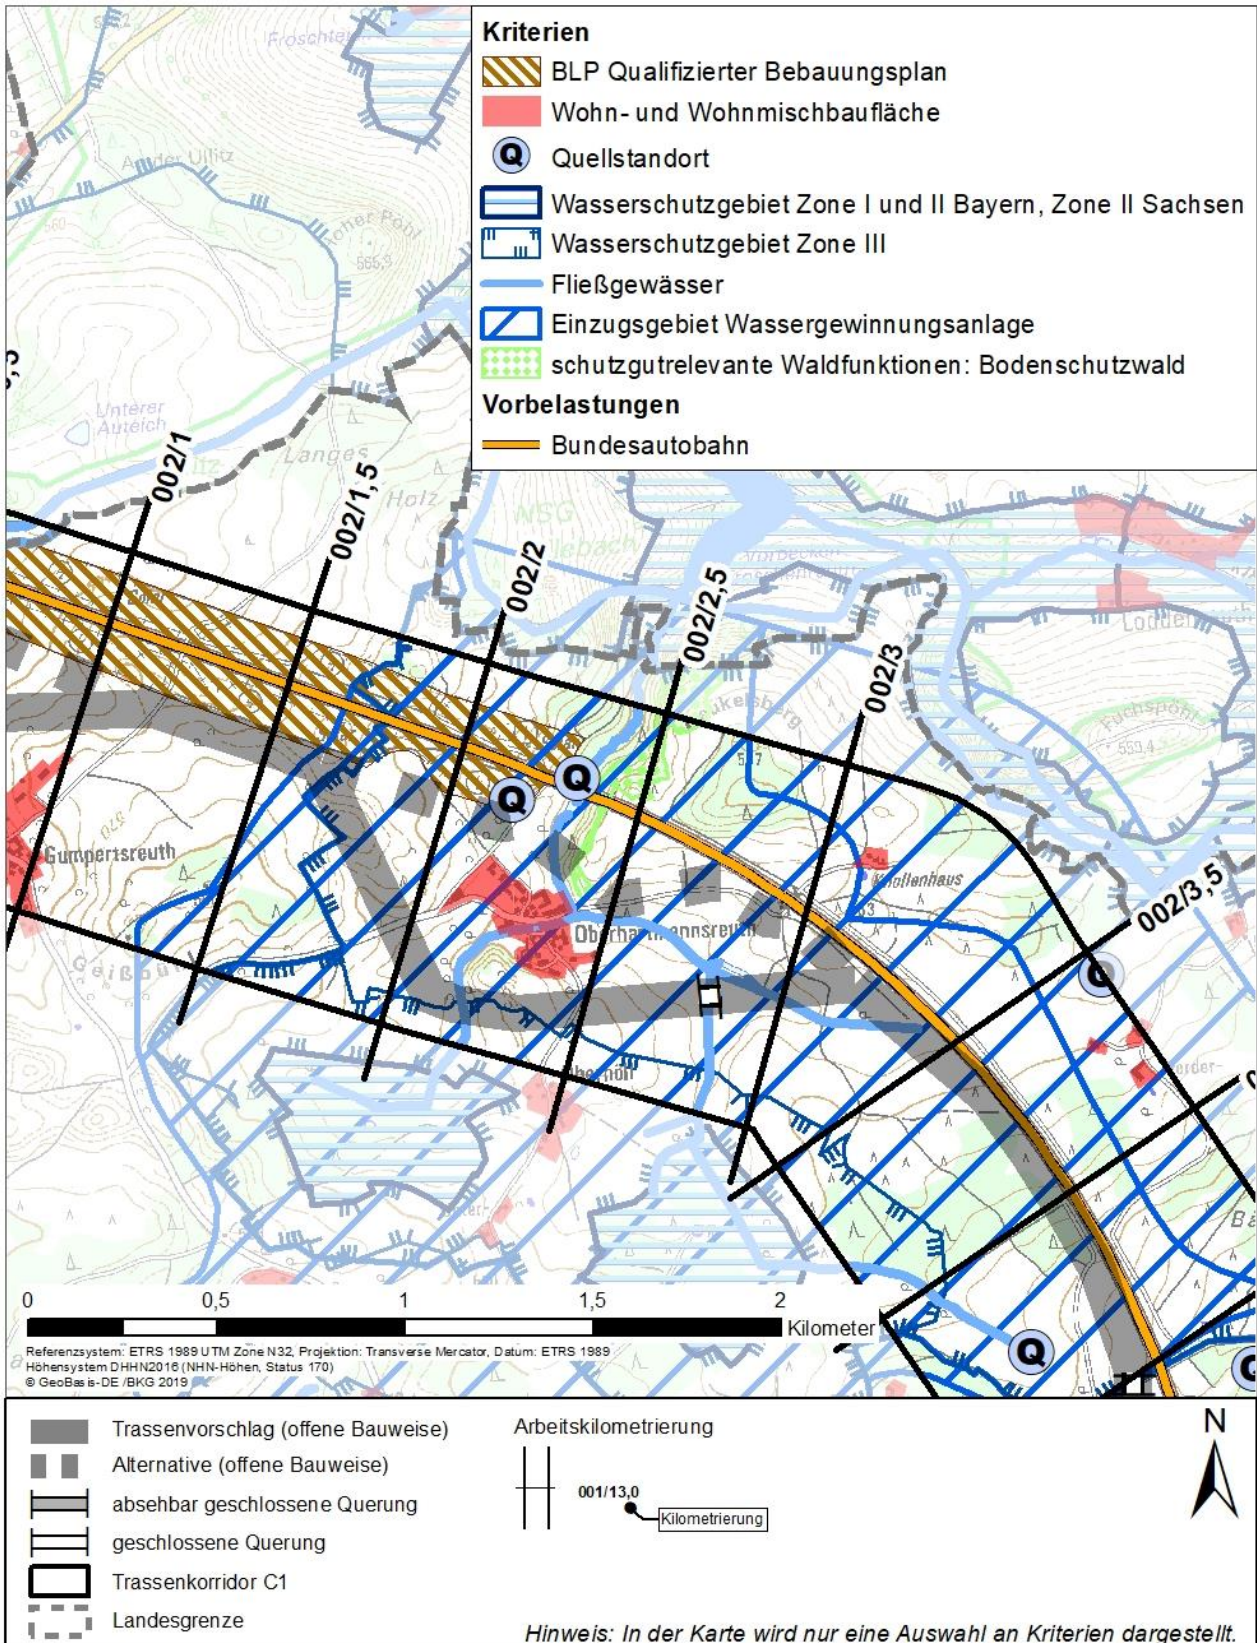 Kriterien
BLP Qualifizierter Bebauungsplan
Wohn- und Wohnmischbaufläche
Q Quellstandort
Wasserschutzgebiet Zone I und II Bayern, Zone II Sachsen
Wasserschutzgebiet Zone III
Fließgewässer
Einzugsgebiet Wassergewinnungsanlage
schutzgutrelevante Waldfunktionen: Bodenschutzwald
Vorbelastungen
Bundesautobahn
An der Ullitz
560
Hoher Pöhl
Unterer
Auteich
Langes
Holz
NSG
002/1
002/1,5
002/2
002/2,5
002/3
002/3,5
Fuchspöhl
Q
Q
Gumpertsreuth
570
Knollenhaus
Oberhartmannsreuth
Q
Q
0
0,5
1
1,5
2
Kilometer
Referenzsystem: ETRS 1989 UTM Zone N32, Projektion: Transverse Mercator, Datum: ETRS 1989
Höhensystem DHHN2016 (NHN-Höhen, Status 170)
© GeoBasis-DE /BKG 2019
Trassenvorschlag (offene Bauweise)
Alternative (offene Bauweise)
absehbar geschlossene Querung
geschlossene Querung
Trassenkorridor C1
Landesgrenze
Arbeitskilometrierung
001/13,0
Kilometrierung
N
Hinweis: In der Karte wird nur eine Auswahl an Kriterien dargestellt.